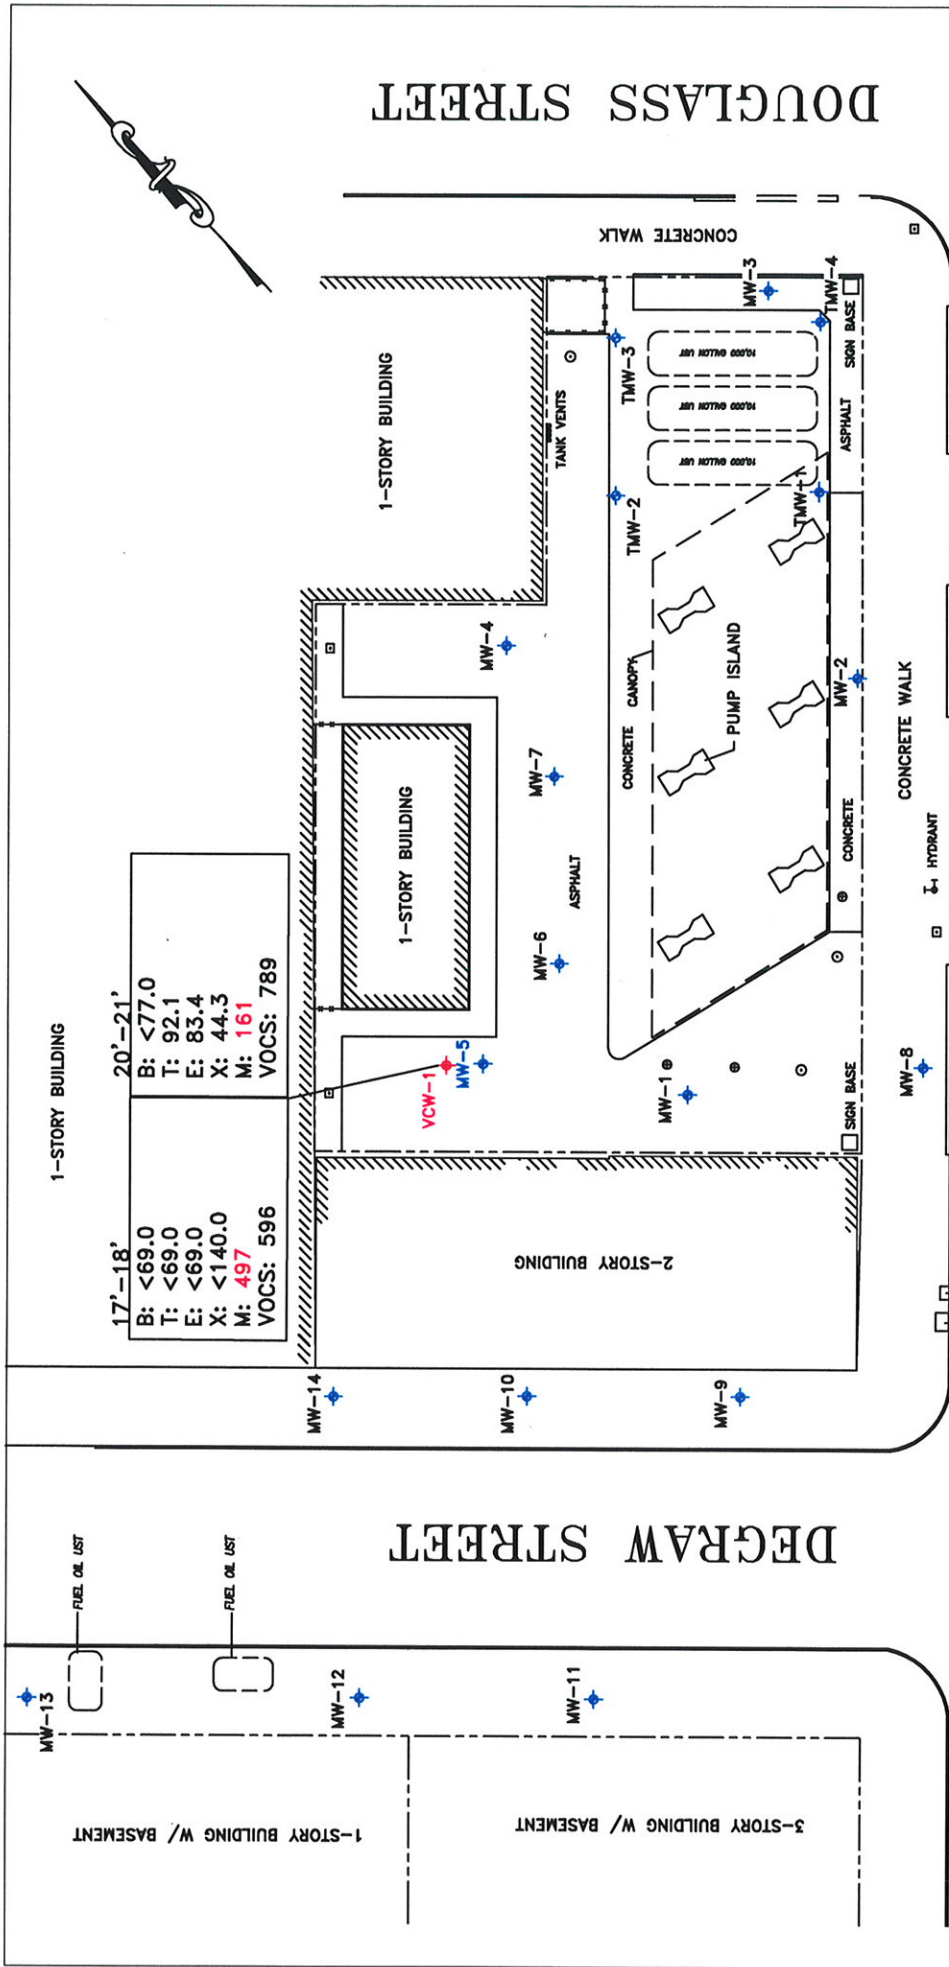 DOUGLASS STREET
CONCRETE WALK
MW-3
TMW-4
SIGN BASE
ASPHALT
10,000 GALLON UST
10,000 GALLON UST
10,000 GALLON UST
TMW-3
TANK VENTS
TMW-2
TMW-1
1-STORY BUILDING
MW-4
CONCRETE
CANOPY
PUMP ISLAND
MW-2
CONCRETE WALK
HYDRANT
CONCRETE
MW-7
ASPHALT
MW-6
1-STORY BUILDING
1-STORY BUILDING
20'-21'
B: <77.0
T: 92.1
E: 83.4
X: 44.3
M: 161
VOCS: 789
17'-18'
B: <69.0
T: <69.0
E: <69.0
X: <140.0
M: 497
VOCS: 596
VCW-1
MW-5
MW-1
SIGN BASE
MW-8
2-STORY BUILDING
MW-14
MW-10
MW-9
DEGRAW STREET
FUEL OIL UST
FUEL OIL UST
MW-13
MW-12
MW-11
1-STORY BUILDING W/ BASEMENT
3-STORY BUILDING W/ BASEMENT